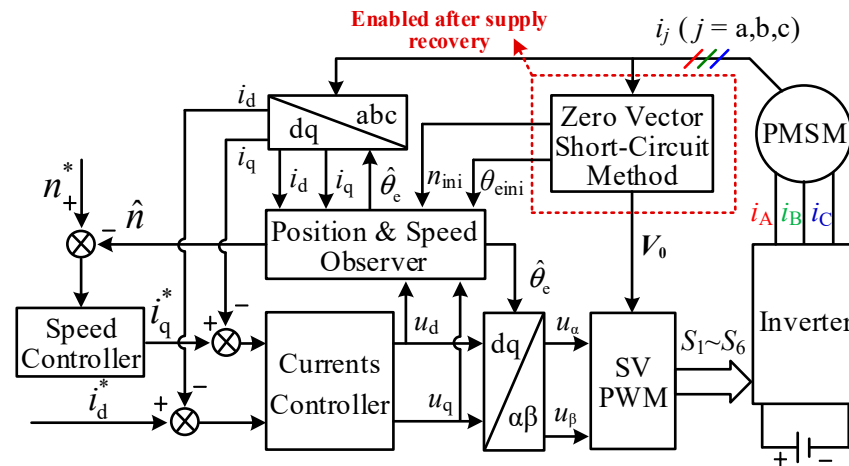 Enabled after supply
recovery
i_j ( j = a,b,c)
i_d
abc
dq
i_q
Zero Vector
Short-Circuit
Method
PMSM
n^*
+
n̂
−
i_d
i_q
θ̂_e
n_ini
θ_eini
i_A
i_B
i_C
Position & Speed
Observer
V_0
θ̂_e
Speed
Controller
i_q^*
+
−
Currents
Controller
u_d
u_q
dq
αβ
u_α
u_β
SV
PWM
S_1~S_6
Inverter
i_d^*
+
−
+
−